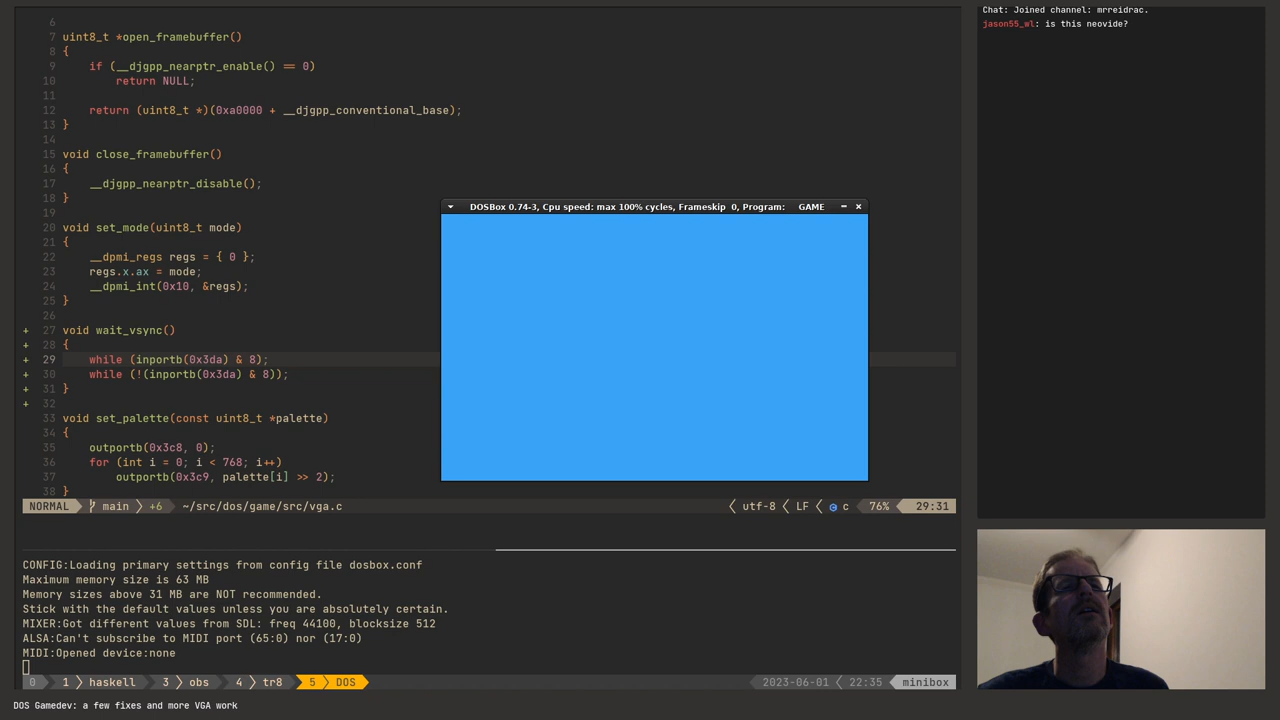 6
7 uint8_t *open_framebuffer()
8 {
9 if (__djgpp_nearptr_enable() == 0)
10 return NULL;
11
12 return (uint8_t *)(0xa0000 + __djgpp_conventional_base);
13 }
14
15 void close_framebuffer()
16 {
17 __djgpp_nearptr_disable();
18 }
19
20 void set_mode(uint8_t mode)
21 {
22 __dpmi_regs regs = { 0 };
23 regs.x.ax = mode;
24 __dpmi_int(0x10, &regs);
25 }
26
+ 27 void wait_vsync()
+ 28 {
+ 29 while (inportb(0x3da) & 8);
+ 30 while (!(inportb(0x3da) & 8));
+ 31 }
+ 32
33 void set_palette(const uint8_t *palette)
34 {
35 outportb(0x3c8, 0);
36 for (int i = 0; i < 768; i++)
37 outportb(0x3c9, palette[i] >> 2);
38 }
NORMAL main +6 ~/src/dos/game/src/vga.c utf-8 LF c 76% 29:31
DOSBox 0.74-3, Cpu speed: max 100% cycles, Frameskip 0, Program: GAME
CONFIG:Loading primary settings from config file dosbox.conf
Maximum memory size is 63 MB
Memory sizes above 31 MB are NOT recommended.
Stick with the default values unless you are absolutely certain.
MIXER:Got different values from SDL: freq 44100, blocksize 512
ALSA:Can't subscribe to MIDI port (65:0) nor (17:0)
MIDI:Opened device:none
0 1 haskell 3 obs 4 tr8 5 DOS 2023-06-01 22:35 minibox
DOS Gamedev: a few fixes and more VGA work
Chat: Joined channel: mrreidrac.
jason55_wl: is this neovide?